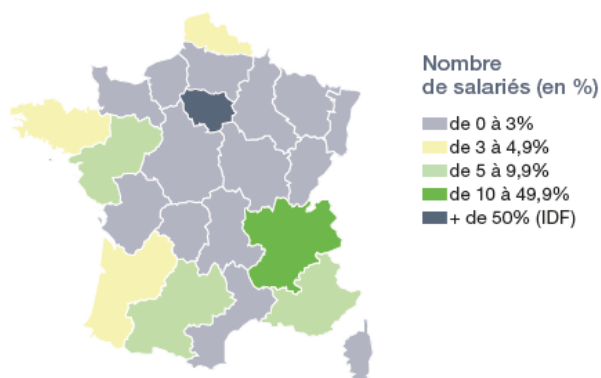 Nombre
de salariés (en %)
de 0 à 3%
de 3 à 4,9%
de 5 à 9,9%
de 10 à 49,9%
+ de 50% (IDF)